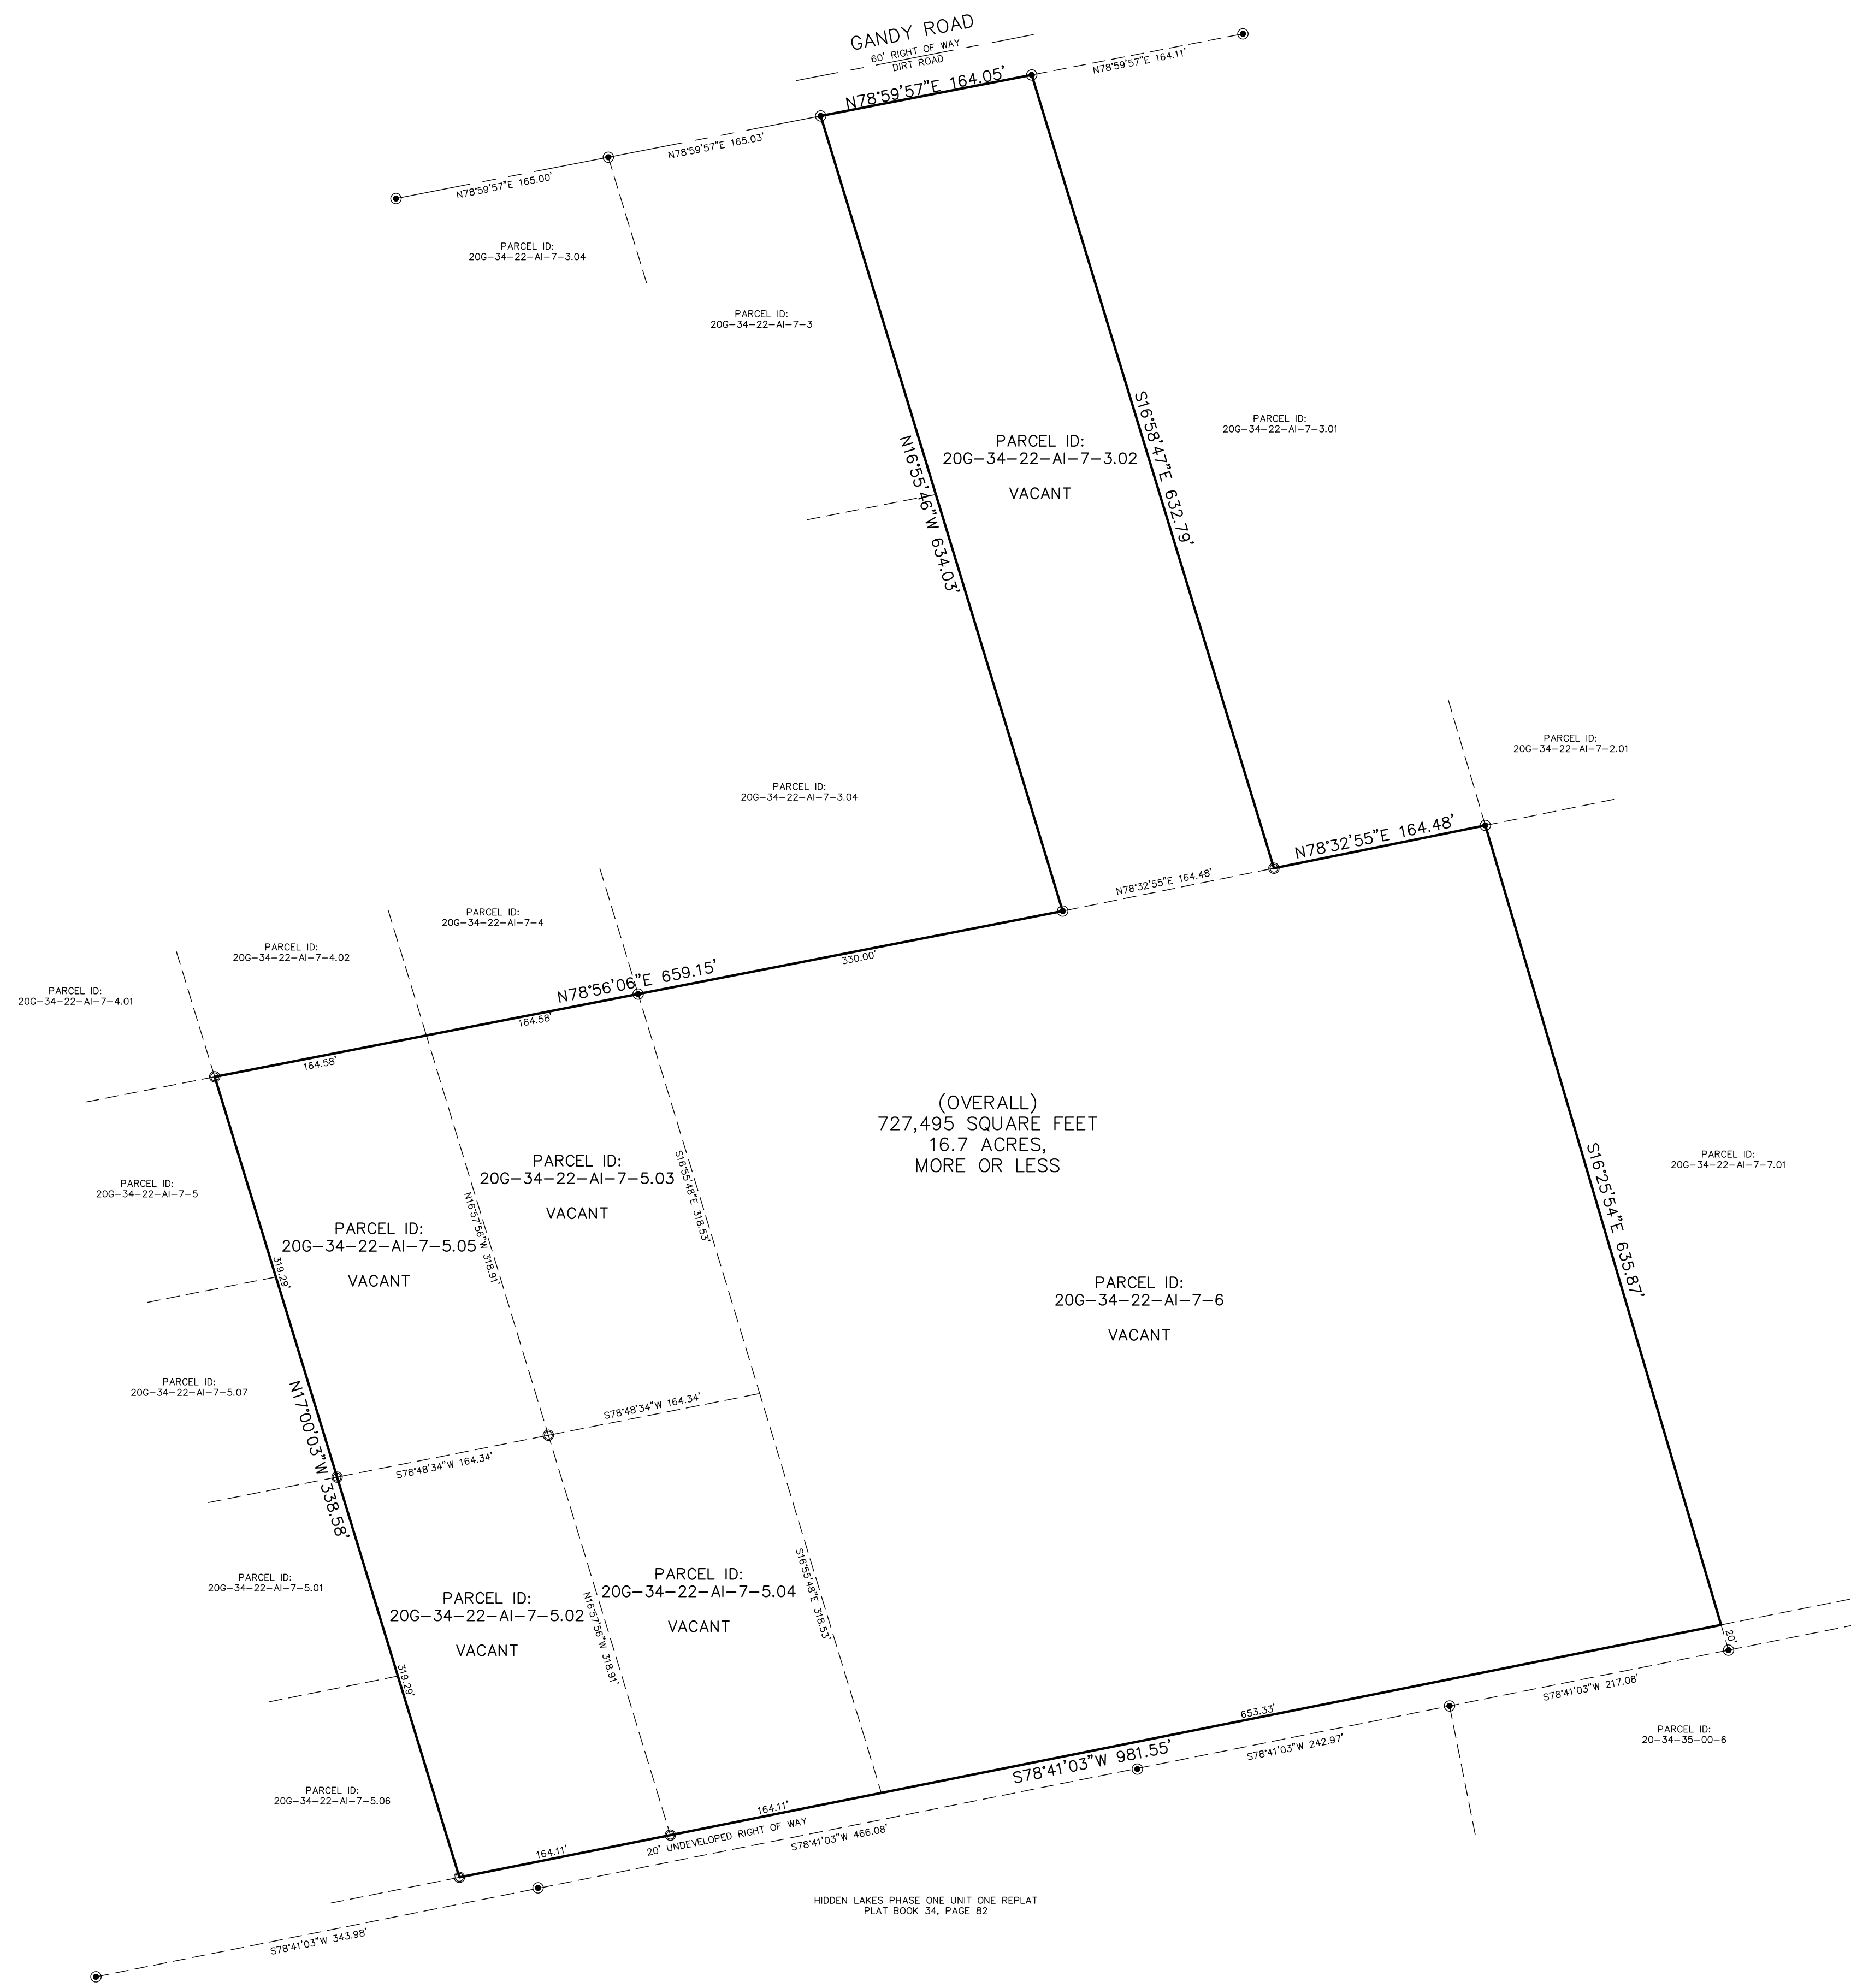 GANDY ROAD
60' RIGHT OF WAY
DIRT ROAD
N78°59'57"E 164.05'
N78°59'57"E 164.11'
N78°59'57"E 165.03'
N78°59'57"E 165.00'
PARCEL ID:
20G-34-22-AI-7-3.04
PARCEL ID:
20G-34-22-AI-7-3
PARCEL ID:
20G-34-22-AI-7-3.01
S16°58'47"E 632.79'
PARCEL ID:
20G-34-22-AI-7-3.02
VACANT
N16°55'46"W 634.03'
PARCEL ID:
20G-34-22-AI-7-2.01
PARCEL ID:
20G-34-22-AI-7-3.04
N78°32'55"E 164.48'
N78°32'55"E 164.48'
PARCEL ID:
20G-34-22-AI-7-4
PARCEL ID:
20G-34-22-AI-7-4.02
PARCEL ID:
20G-34-22-AI-7-4.01
N78°56'06"E 659.15'
330.00'
164.58'
164.58'
(OVERALL)
727,495 SQUARE FEET
16.7 ACRES,
MORE OR LESS
PARCEL ID:
20G-34-22-AI-7-5.03
VACANT
S16°55'48"E 318.53'
PARCEL ID:
20G-34-22-AI-7-7.01
S16°25'54"E 635.87'
PARCEL ID:
20G-34-22-AI-7-5
N16°57'56"W 318.91'
PARCEL ID:
20G-34-22-AI-7-5.05
VACANT
319.29'
PARCEL ID:
20G-34-22-AI-7-6
VACANT
PARCEL ID:
20G-34-22-AI-7-5.07
N17°00'03"W 338.58'
S78°48'34"W 164.34'
S78°48'34"W 164.34'
PARCEL ID:
20G-34-22-AI-7-5.01
PARCEL ID:
20G-34-22-AI-7-5.04
VACANT
S16°55'48"E 318.53'
PARCEL ID:
20G-34-22-AI-7-5.02
VACANT
N16°57'56"W 318.91'
319.29'
20'
S78°41'03"W 217.08'
653.33'
PARCEL ID:
20-34-35-00-6
S78°41'03"W 242.97'
S78°41'03"W 981.55'
PARCEL ID:
20G-34-22-AI-7-5.06
164.11'
164.11'
20' UNDEVELOPED RIGHT OF WAY
S78°41'03"W 466.08'
HIDDEN LAKES PHASE ONE UNIT ONE REPLAT
PLAT BOOK 34, PAGE 82
S78°41'03"W 343.98'